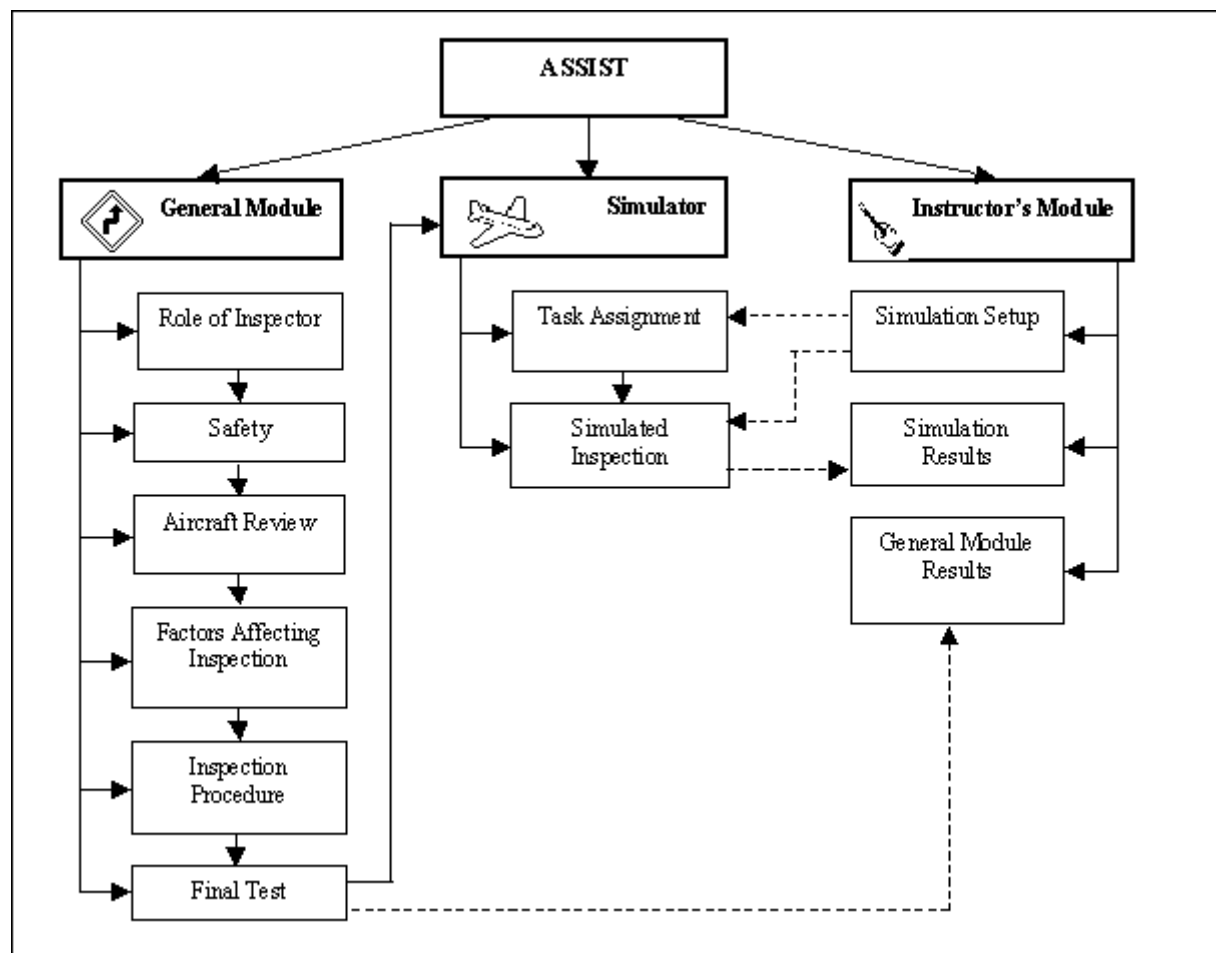 ASSIST
General Module
Simulator
Instructor's Module
Role of Inspector
Task Assignment
Simulation Setup
Safety
Simulated
Inspection
Simulation
Results
Aircraft Review
General Module
Results
Factors Affecting
Inspection
Inspection
Procedure
Final Test